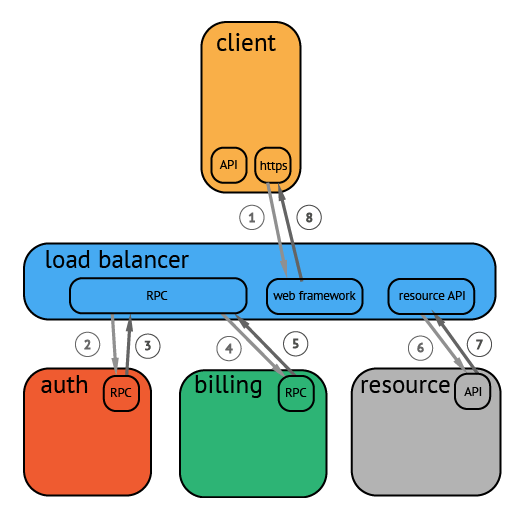 client
API
https
1
8
load balancer
RPC
web framework
resource API
2
3
4
5
6
7
auth
RPC
billing
RPC
resource
API